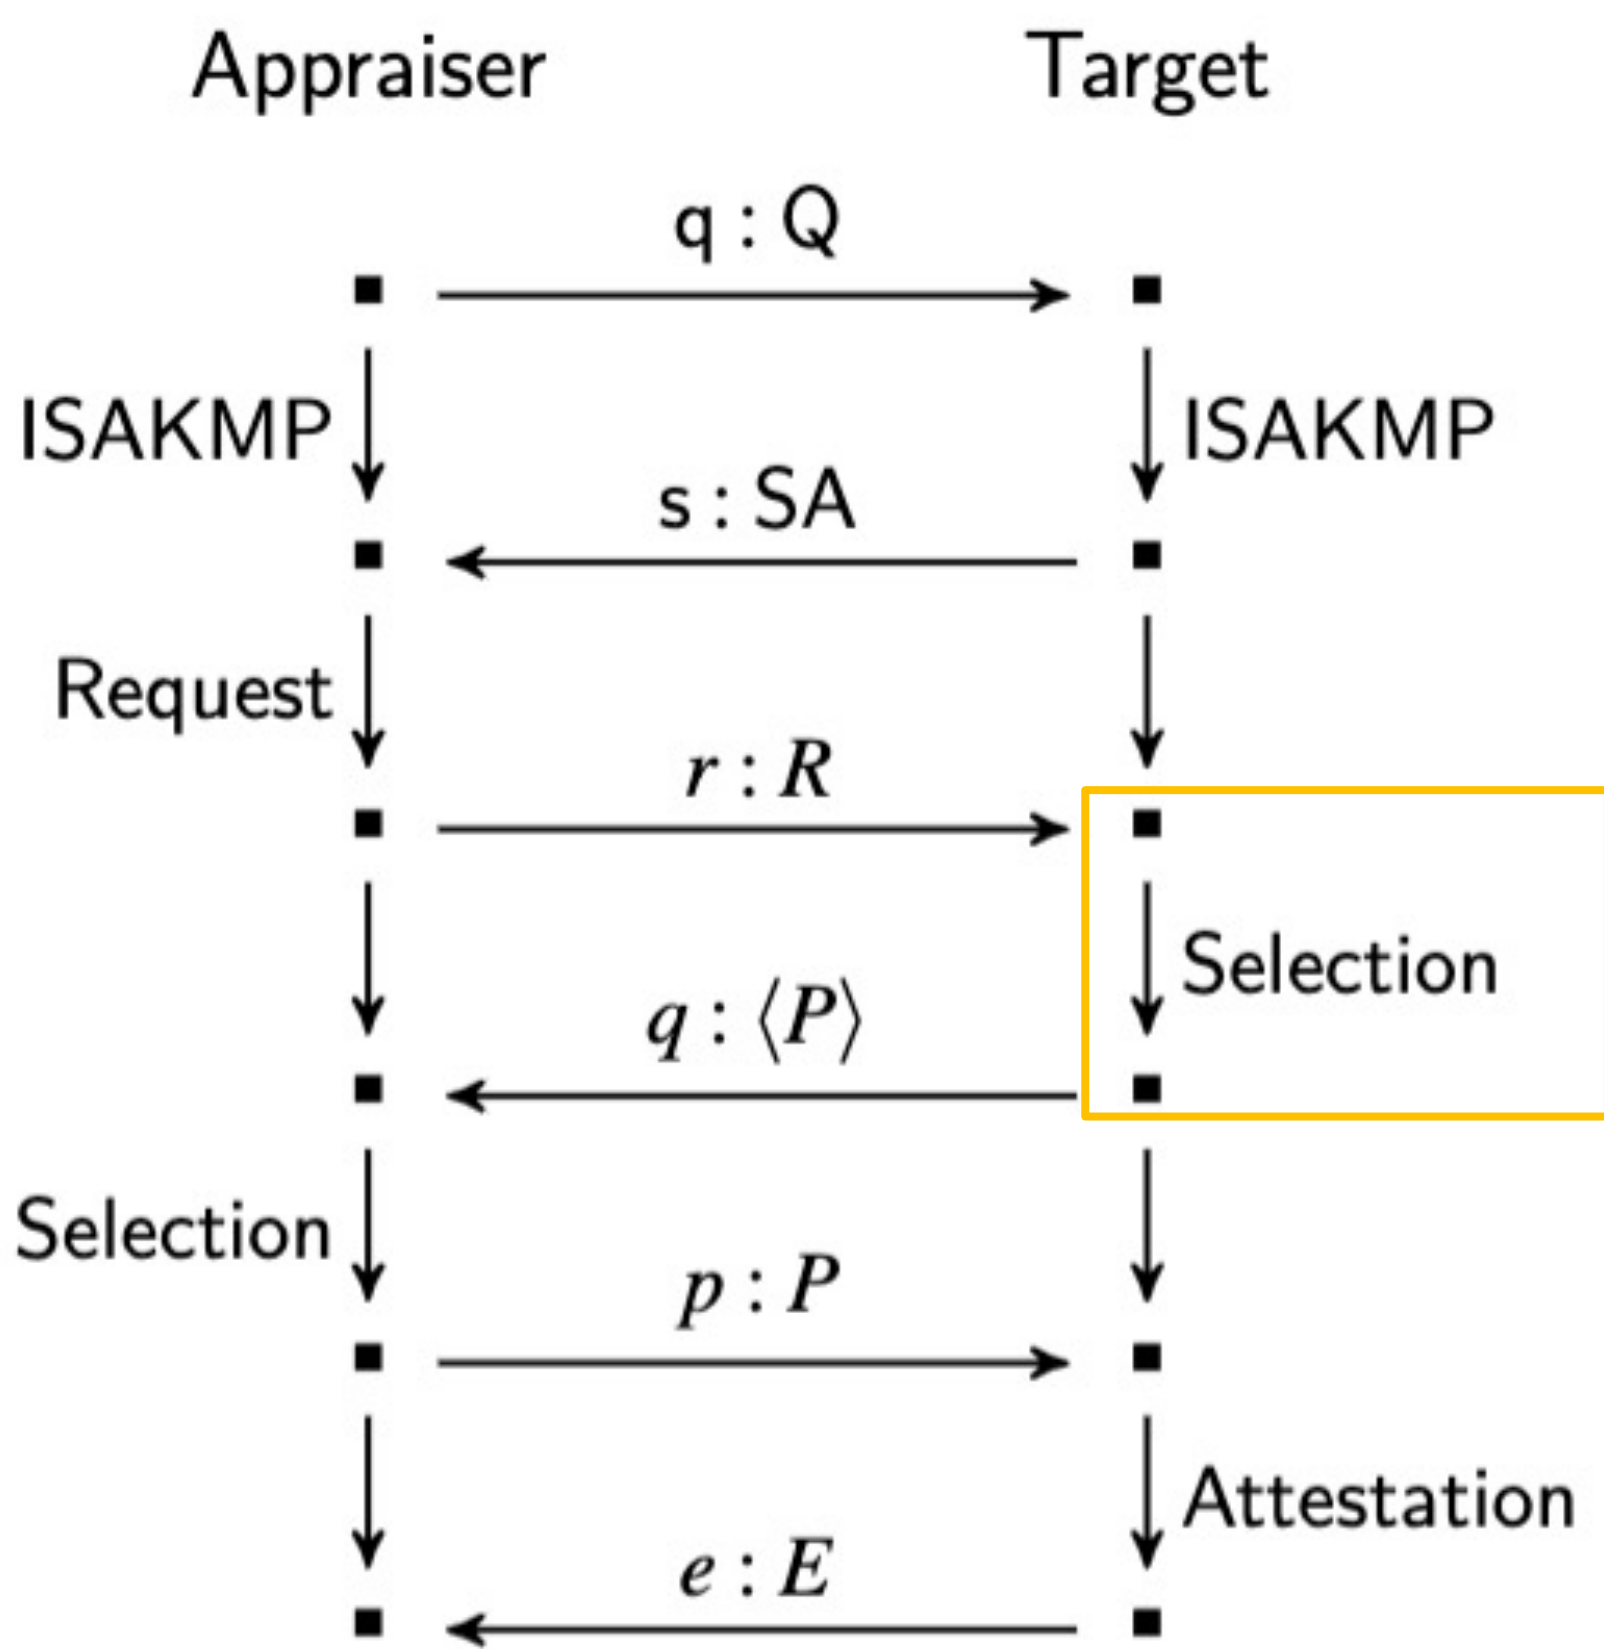 Appraiser Target
q : Q
ISAKMP ISAKMP
s : SA
Request
r : R
Selection
q : ⟨P⟩
Selection
p : P
Attestation
e : E